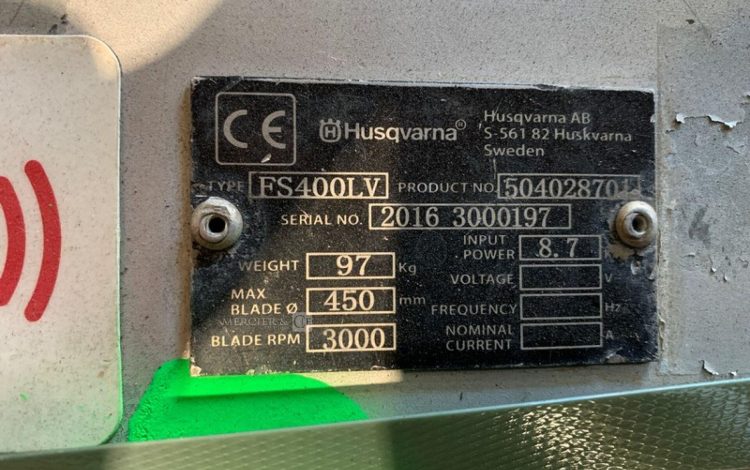 CE Husqvarna®
Husqvarna AB
S-561 82 Huskvarna
Sweden
TYPE FS400LV PRODUCT NO.
SERIAL NO. 2016 3000197
WEIGHT 97 Kg
MAX BLADE Ø 450 mm
BLADE RPM 3000
INPUT POWER 8.7
VOLTAGE V
FREQUENCY Hz
NOMINAL CURRENT A
MERCIER &